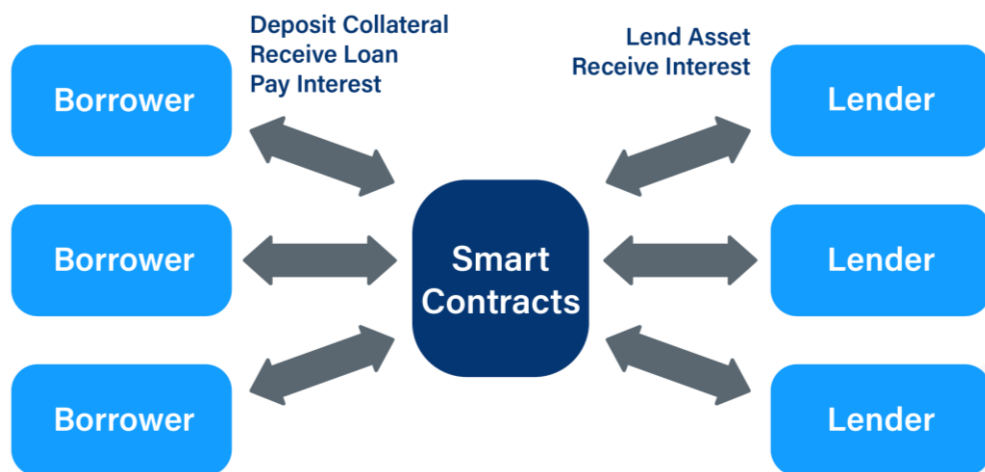 Deposit Collateral
Receive Loan
Pay Interest
Lend Asset
Receive Interest
Borrower
Lender
Borrower
Smart
Contracts
Lender
Borrower
Lender